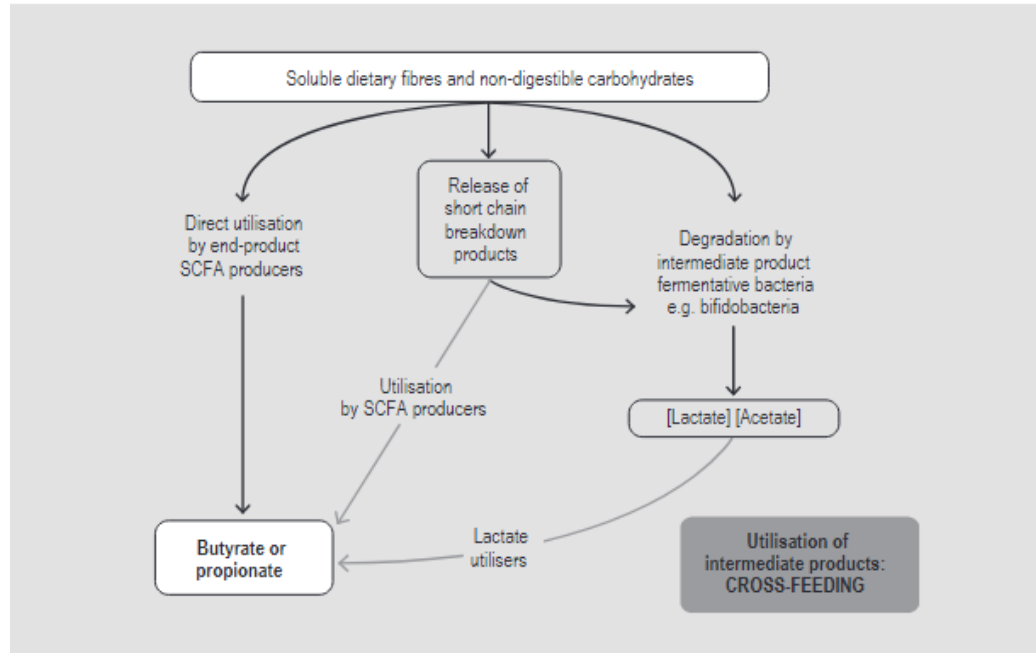 Soluble dietary fibres and non-digestible carbohydrates
Release of
short chain
breakdown
products
Direct utilisation
by end-product
SCFA producers
Degradation by
intermediate product
fermentative bacteria
e.g. bifidobacteria
Utilisation
by SCFA producers
[Lactate] [Acetate]
Butyrate or
propionate
Lactate
utilisers
Utilisation of
intermediate products:
CROSS-FEEDING